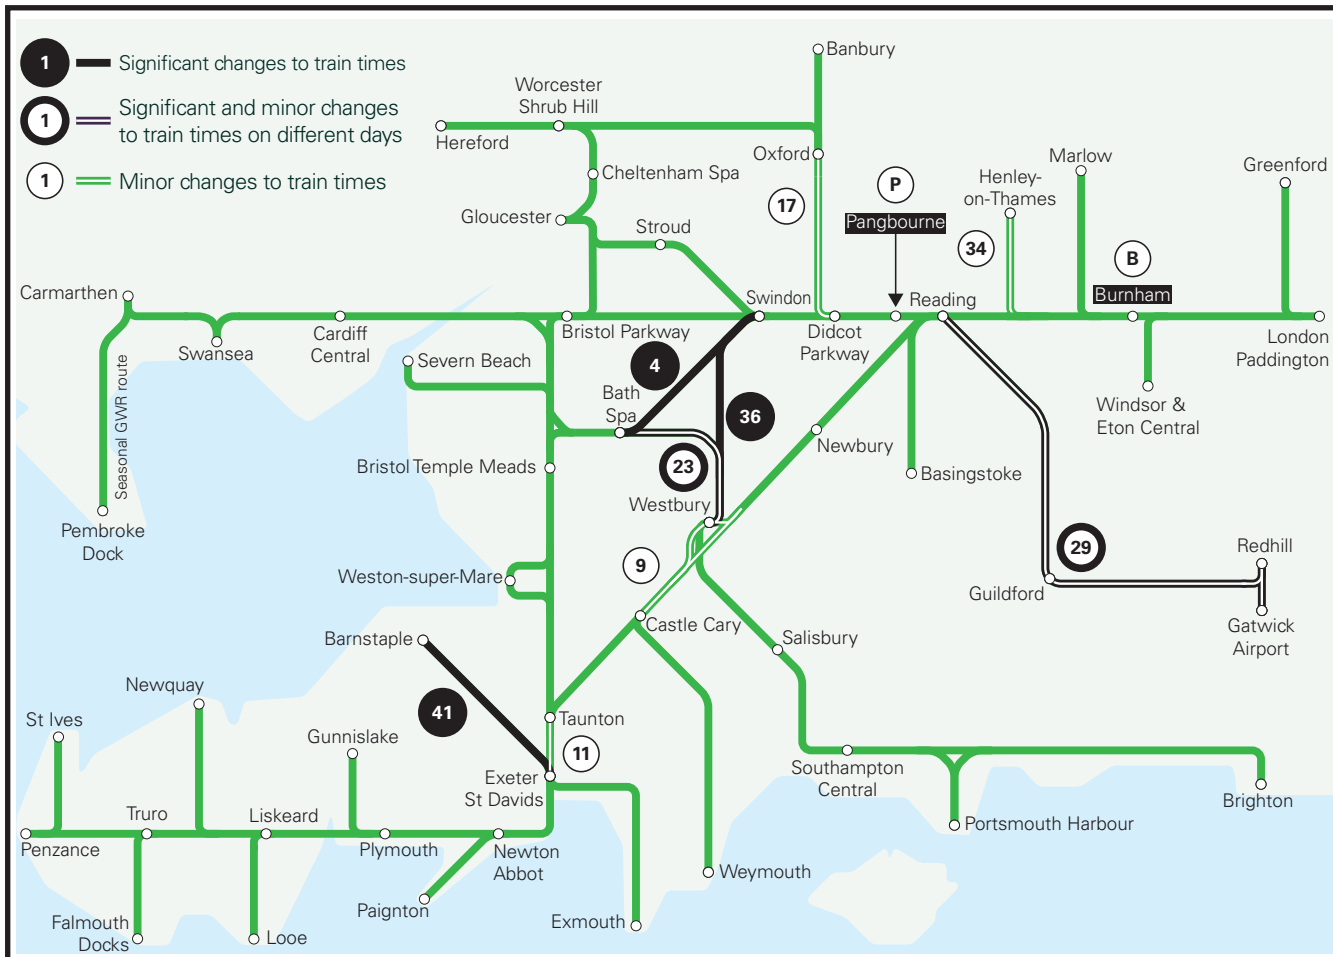 1
Significant changes to train times
1
Significant and minor changes
to train times on different days
1
Minor changes to train times
Banbury
Worcester
Shrub Hill
Hereford
Oxford
Marlow
Greenford
P
Henley-
on-Thames
Cheltenham Spa
17
Gloucester
Stroud
Pangbourne
34
B
Carmarthen
Swindon
Reading
Burnham
Cardiff
Central
Bristol Parkway
Didcot
Parkway
London
Paddington
Swansea
Severn Beach
4
Seasonal GWR route
Bath
Spa
36
Windsor &
Eton Central
Newbury
Bristol Temple Meads
23
Basingstoke
Westbury
Pembroke
Dock
29
Redhill
9
Weston-super-Mare
Guildford
Castle Cary
Gatwick
Airport
Barnstaple
Salisbury
Newquay
41
St Ives
Taunton
Gunnislake
11
Exeter
St Davids
Southampton
Central
Brighton
Truro
Liskeard
Portsmouth Harbour
Penzance
Plymouth
Newton
Abbot
Weymouth
Paignton
Exmouth
Falmouth
Docks
Looe